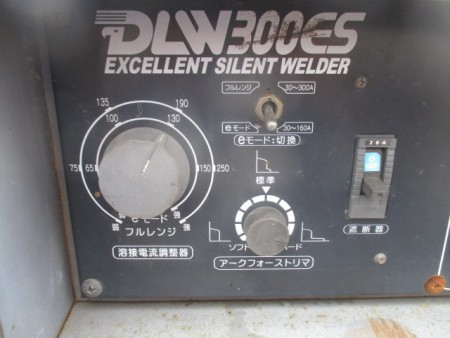 DLW300ES
EXCELLENT SILENT WELDER
フルレンジ 30〜300A
eモード 30〜160A
eモード:切換
135 190
100 130
75 65 150 250
弱 eモード 強
弱 フルレンジ 強
溶接電流調整器
標準
ソフト ード
アークフォーストリマ
遮断器